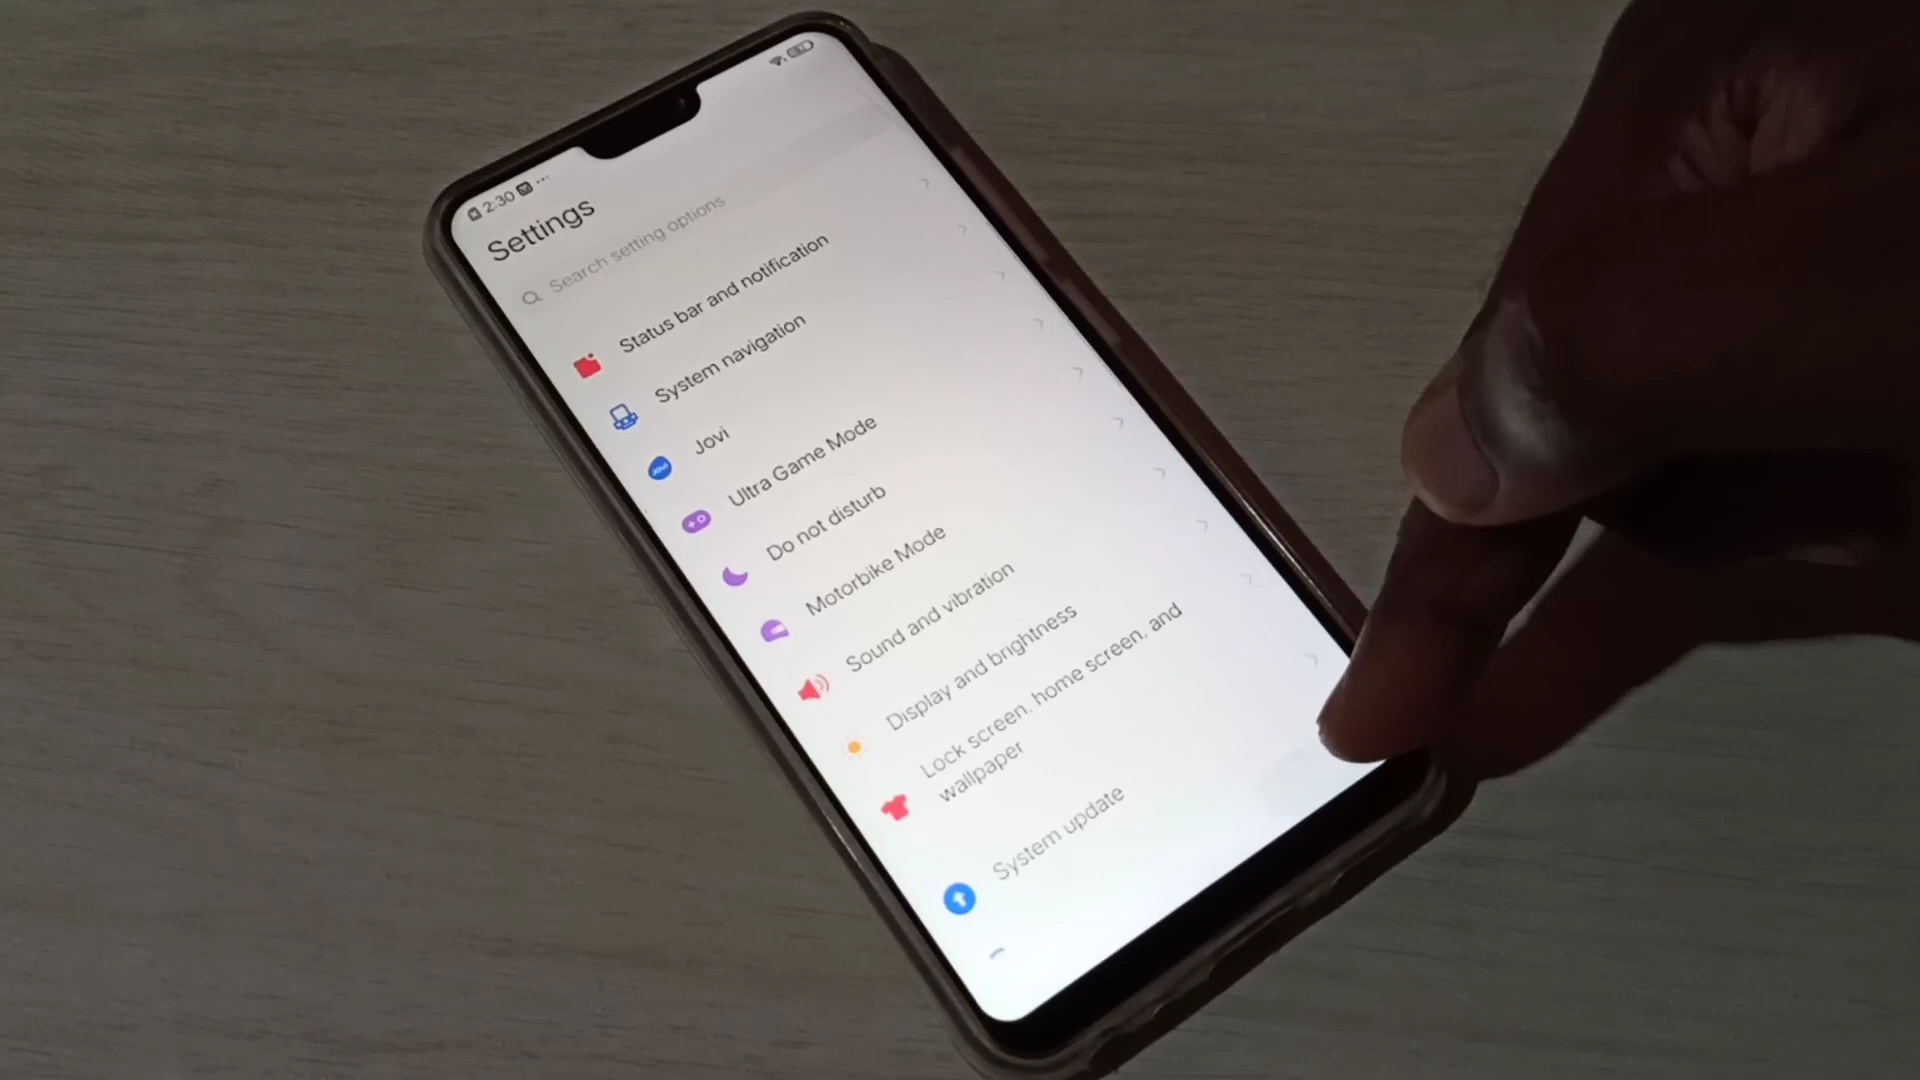 2:30
Settings
Search setting options
Status bar and notification
System navigation
Jovi
Ultra Game Mode
Do not disturb
Motorbike Mode
Sound and vibration
Display and brightness
Lock screen, home screen, and
wallpaper
System update